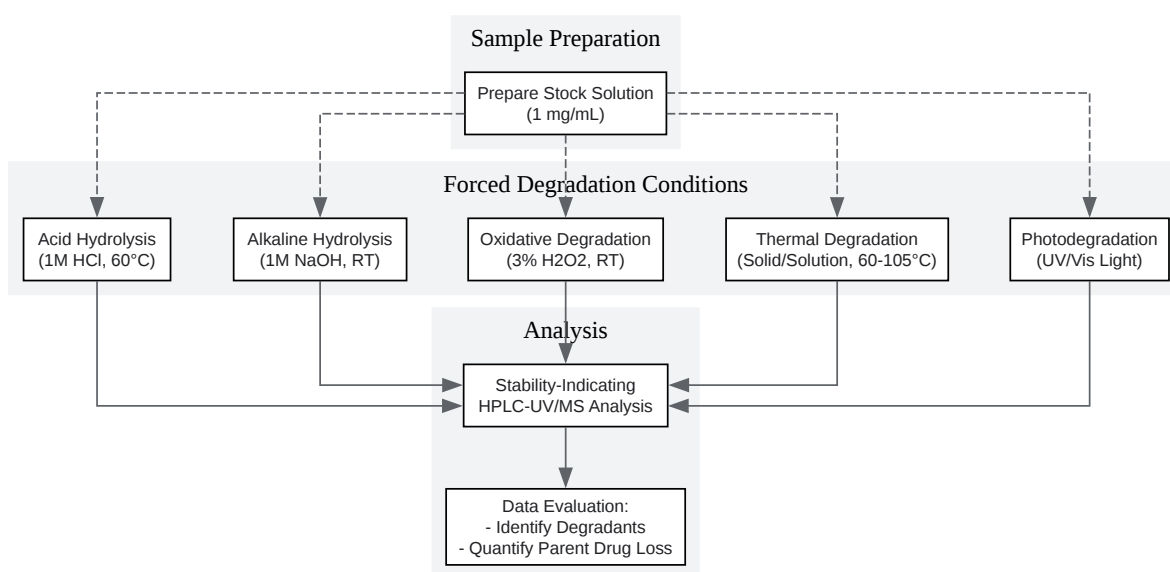 Sample Preparation
Prepare Stock Solution
(1 mg/mL)
Forced Degradation Conditions
Acid Hydrolysis
(1M HCl, 60°C)
Alkaline Hydrolysis
(1M NaOH, RT)
Oxidative Degradation
(3% H2O2, RT)
Thermal Degradation
(Solid/Solution, 60-105°C)
Photodegradation
(UV/Vis Light)
Analysis
Stability-Indicating
HPLC-UV/MS Analysis
Data Evaluation:
- Identify Degradants
- Quantify Parent Drug Loss